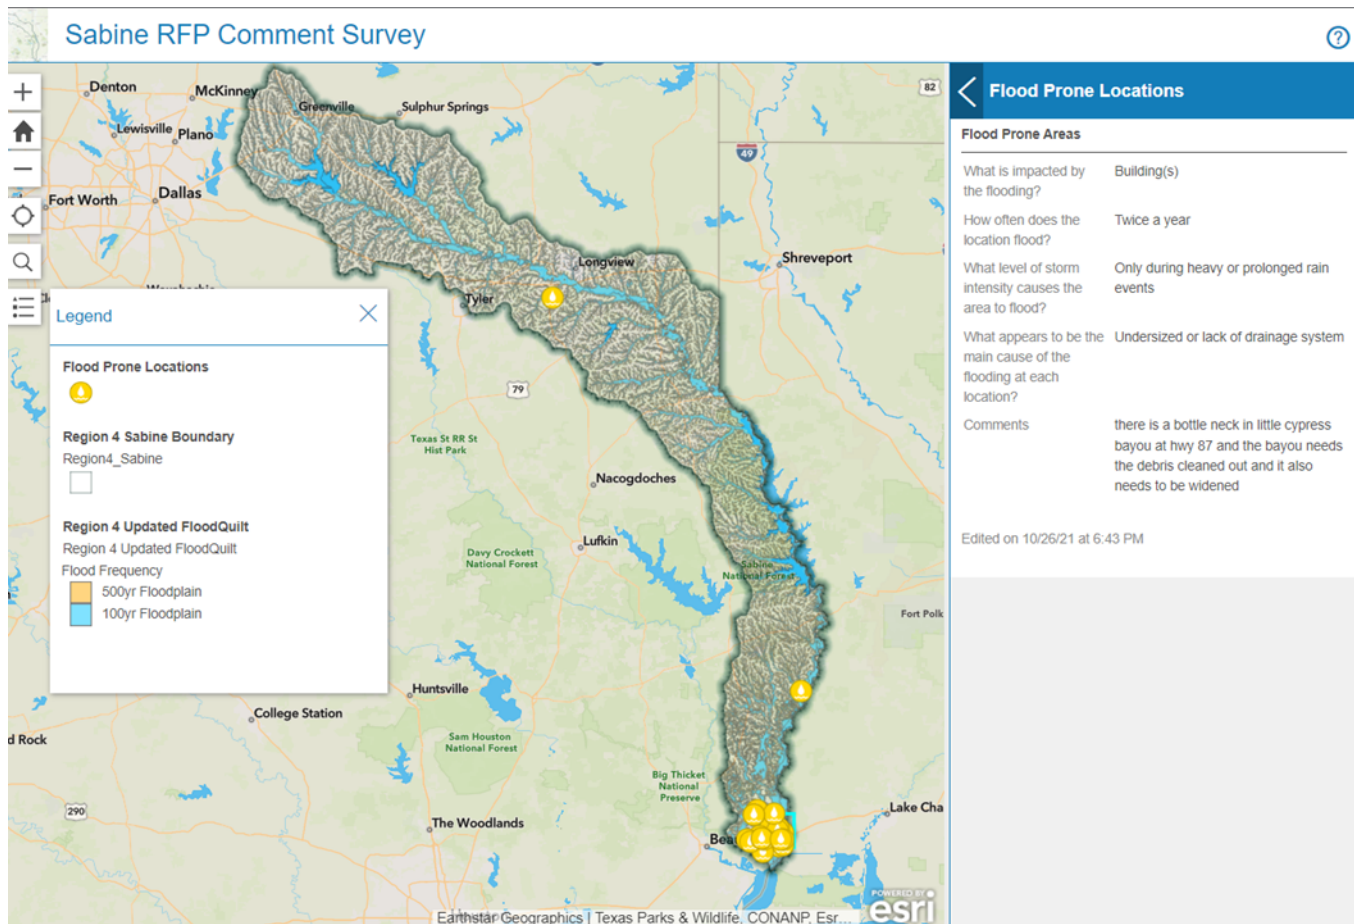 Sabine RFP Comment Survey
Denton
McKinney
Greenville
Sulphur Springs
82
Lewisville
Plano
49
Fort Worth
Dallas
Longview
Shreveport
Tyler
79
Texas St RR St
Hist Park
Nacogdoches
Lufkin
Davy Crockett
National Forest
Sabine
National Forest
Fort Polk
Huntsville
College Station
d Rock
Sam Houston
National Forest
Big Thicket
National
Preserve
290
The Woodlands
Lake Cha
Bea
POWERED BY
esri
Earthstar Geographics | Texas Parks & Wildlife, CONANP, Esr...
Legend
Flood Prone Locations
Region 4 Sabine Boundary
Region4_Sabine
Region 4 Updated FloodQuilt
Region 4 Updated FloodQuilt
Flood Frequency
500yr Floodplain
100yr Floodplain
Flood Prone Locations
Flood Prone Areas
What is impacted by
the flooding?
Building(s)
How often does the
location flood?
Twice a year
What level of storm
intensity causes the
area to flood?
Only during heavy or prolonged rain
events
What appears to be the
main cause of the
flooding at each
location?
Undersized or lack of drainage system
Comments
there is a bottle neck in little cypress
bayou at hwy 87 and the bayou needs
the debris cleaned out and it also
needs to be widened
Edited on 10/26/21 at 6:43 PM